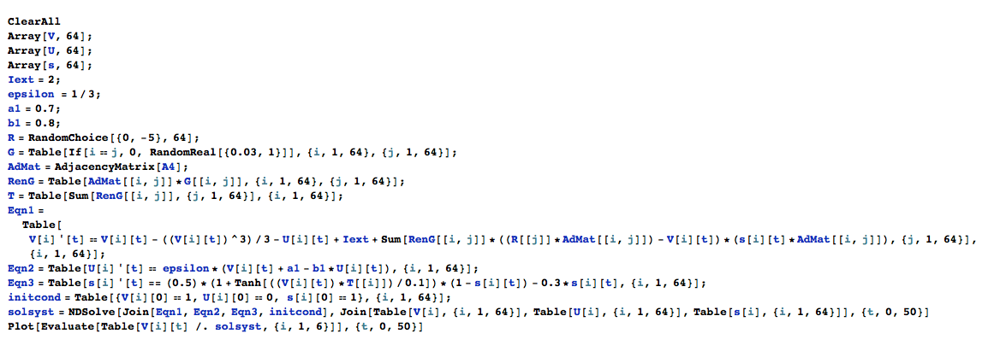 ClearAll
Array[V, 64];
Array[U, 64];
Array[s, 64];
Iext = 2;
epsilon = 1/3;
a1 = 0.7;
b1 = 0.8;
R = RandomChoice[{0, -5}, 64];
G = Table[If[i == j, 0, RandomReal[{0.03, 1}]], {i, 1, 64}, {j, 1, 64}];
AdMat = AdjacencyMatrix[A4];
RenG = Table[AdMat[[i, j]] * G[[i, j]], {i, 1, 64}, {j, 1, 64}];
T = Table[Sum[RenG[[i, j]], {j, 1, 64}], {i, 1, 64}];
Eqn1 =
Table[
V[i]'[t] == V[i][t] - ((V[i][t])^3)/3 - U[i][t] + Iext + Sum[RenG[[i, j]] * ((R[[j]] * AdMat[[i, j]]) - V[i][t]) * (s[i][t] * AdMat[[i, j]]), {j, 1, 64}],
{i, 1, 64}];
Eqn2 = Table[U[i]'[t] == epsilon * (V[i][t] + a1 - b1 * U[i][t]), {i, 1, 64}];
Eqn3 = Table[s[i]'[t] == (0.5) * (1 + Tanh[((V[i][t]) * T[[i]])/0.1]) * (1 - s[i][t]) - 0.3 * s[i][t], {i, 1, 64}];
initcond = Table[{V[i][0] == 1, U[i][0] == 0, s[i][0] == 1}, {i, 1, 64}];
solsyst = NDSolve[Join[Eqn1, Eqn2, Eqn3, initcond], Join[Table[V[i], {i, 1, 64}], Table[U[i], {i, 1, 64}], Table[s[i], {i, 1, 64}]], {t, 0, 50}]
Plot[Evaluate[Table[V[i][t] /. solsyst, {i, 1, 6}]], {t, 0, 50}]